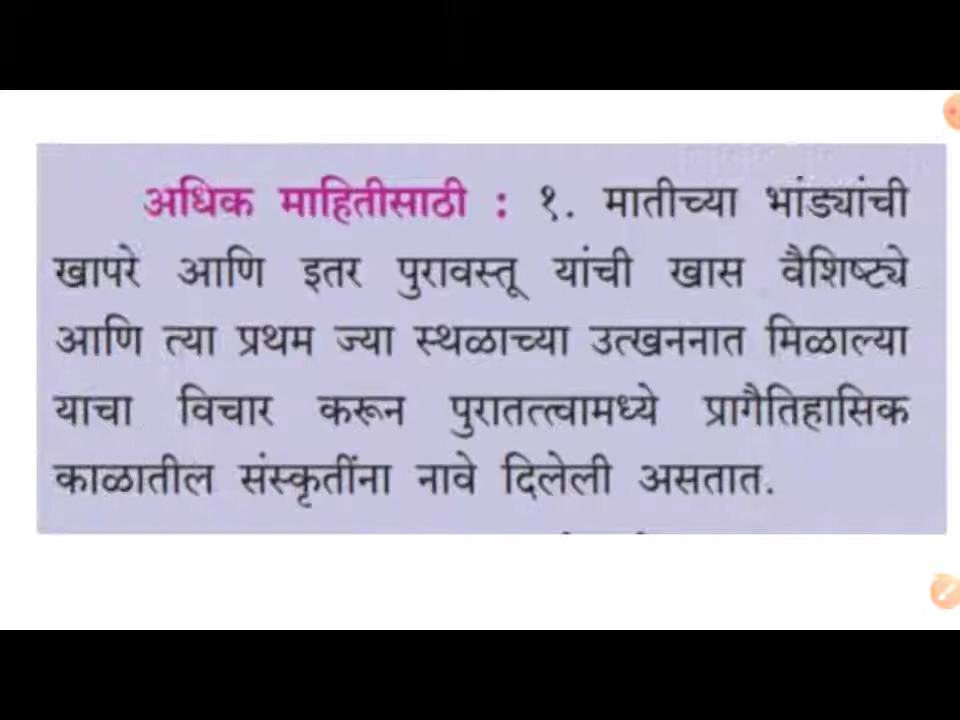 अधिक माहितीसाठी : १. मातीच्या भांड्यांची
खापरे आणि इतर पुरावस्तू यांची खास वैशिष्ट्ये
आणि त्या प्रथम ज्या स्थळाच्या उत्खननात मिळाल्या
याचा विचार करून पुरातत्त्वामध्ये प्रागैतिहासिक
काळातील संस्कृतींना नावे दिलेली असतात.